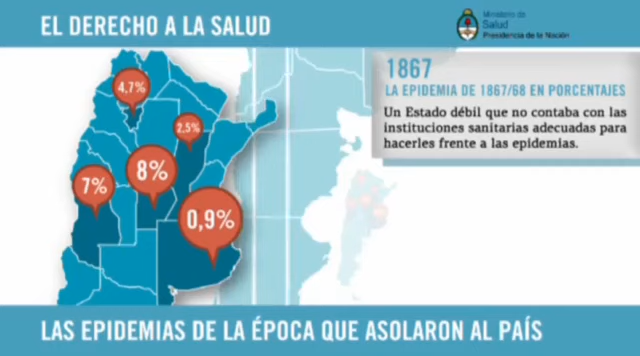 EL DERECHO A LA SALUD
Ministerio de
Salud
Presidencia de la Nación
1867
LA EPIDEMIA DE 1867/68 EN PORCENTAJES
Un Estado débil que no contaba con las
instituciones sanitarias adecuadas para
hacerles frente a las epidemias.
4,7%
2,5%
8%
7%
0,9%
LAS EPIDEMIAS DE LA ÉPOCA QUE ASOLARON AL PAÍS